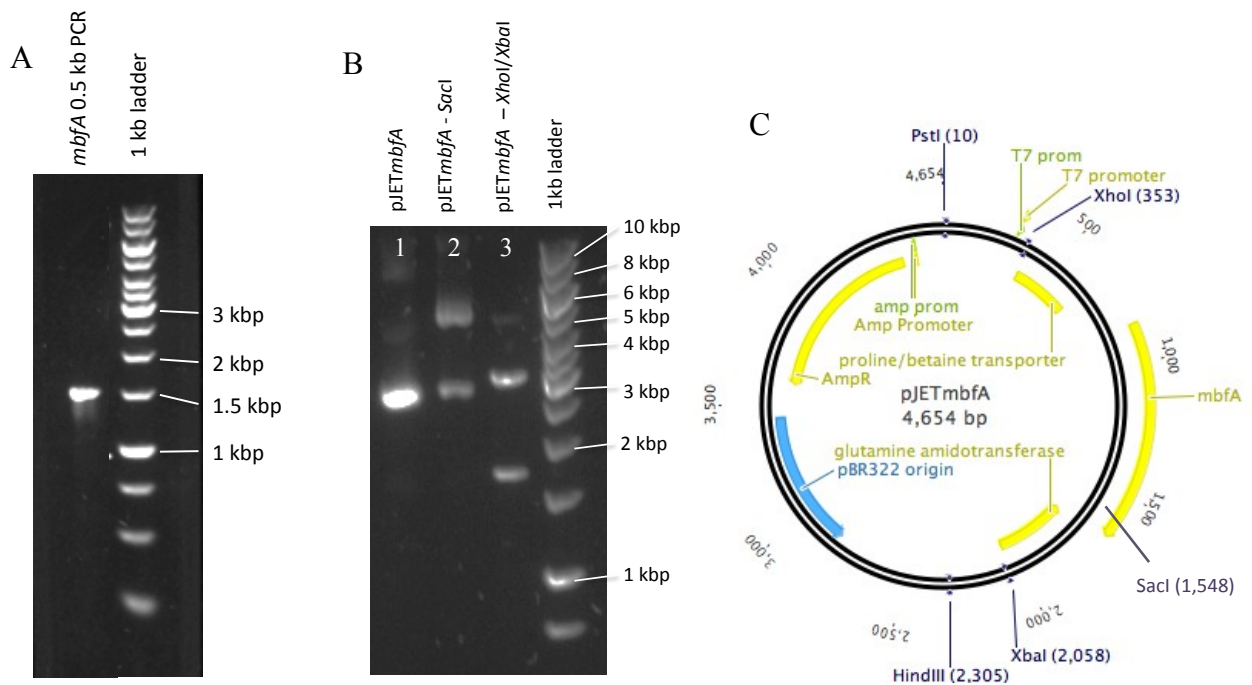 A
mbfA 0.5 kb PCR
1 kb ladder
3 kbp
2 kbp
1.5 kbp
1 kbp
B
pJETmbfA
pJETmbfA - SacI
pJETmbfA – XhoI/XbaI
1kb ladder
1
2
3
10 kbp
8 kbp
6 kbp
5 kbp
4 kbp
3 kbp
2 kbp
1 kbp
C
PstI (10)
4,654
T7 prom
T7 promoter
XhoI (353)
500
4,000
amp prom
Amp Promoter
proline/betaine transporter
AmpR
1,000
mbfA
3,500
pJETmbfA
4,654 bp
glutamine amidotransferase
pBR322 origin
1,500
3,000
SacI (1,548)
2,000
2,500
XbaI (2,058)
HindIII (2,305)